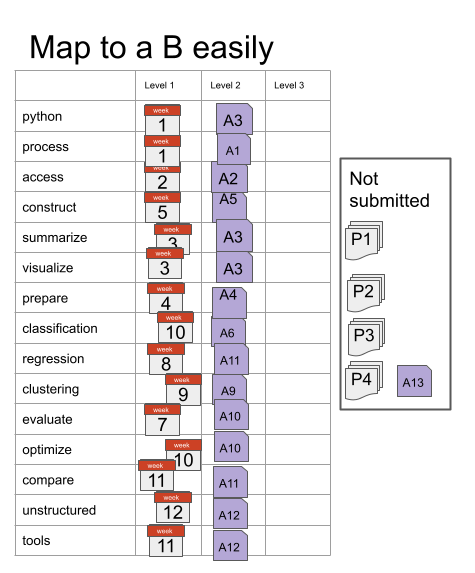 Map to a B easily
Level 1 Level 2 Level 3
python week 1 A3
process week 1 A1
access week 2 A2
construct week 5 A5
summarize week 3 A3
visualize week 3 A3
prepare week 4 A4
classification week 10 A6
regression week 8 A11
clustering week 9 A9
evaluate week 7 A10
optimize week 10 A10
compare week 11 A11
unstructured week 12 A12
tools week 11 A12
Not
submitted
P1
P2
P3
P4 A13